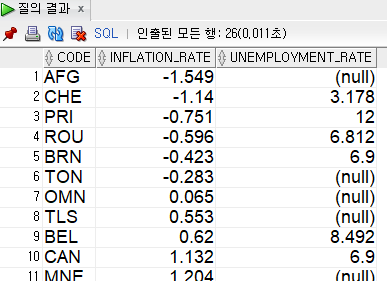 질의 결과 x
SQL | 인출된 모든 행: 26(0,011초)
CODE INFLATION_RATE UNEMPLOYMENT_RATE
1 AFG -1.549 (null)
2 CHE -1.14 3.178
3 PRI -0.751 12
4 ROU -0.596 6.812
5 BRN -0.423 6.9
6 TON -0.283 (null)
7 OMN 0.065 (null)
8 TLS 0.553 (null)
9 BEL 0.62 8.492
10 CAN 1.132 6.9
11 MNE 1.204 (null)